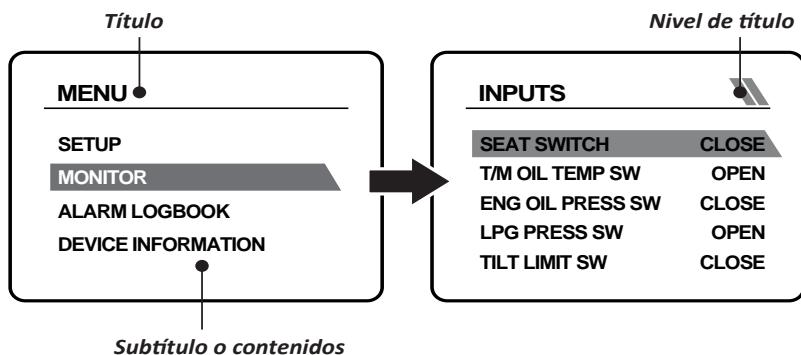 Título
Nivel de título
MENU
SETUP
MONITOR
ALARM LOGBOOK
DEVICE INFORMATION
INPUTS
SEAT SWITCH CLOSE
T/M OIL TEMP SW OPEN
ENG OIL PRESS SW CLOSE
LPG PRESS SW OPEN
TILT LIMIT SW CLOSE
Subtítulo o contenidos